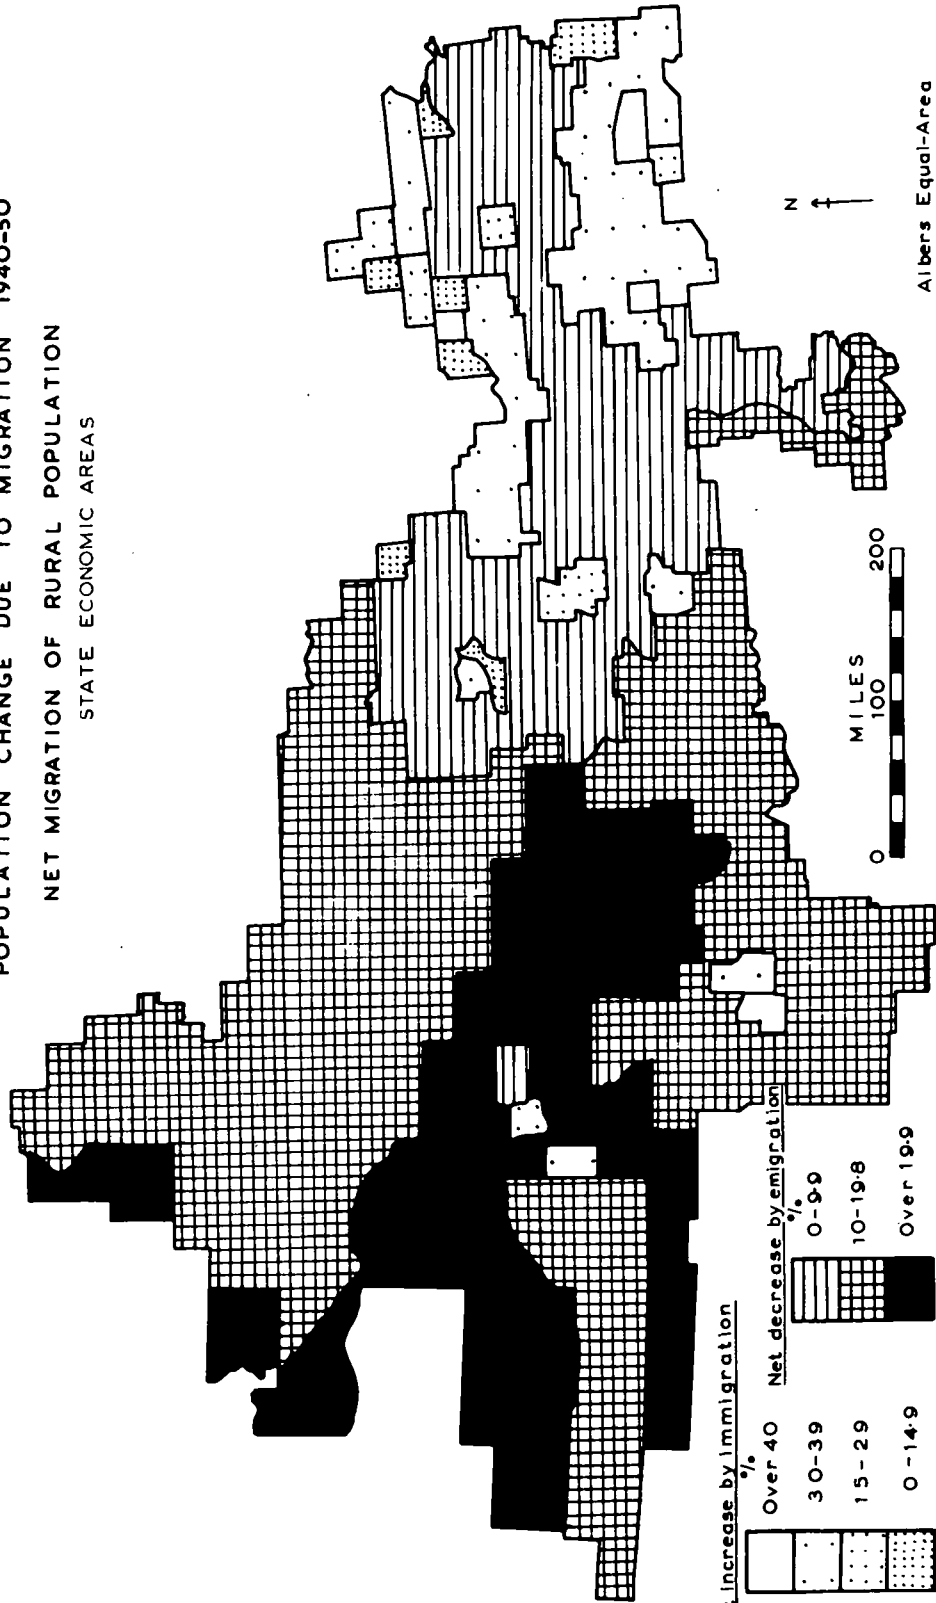 POPULATION CHANGE DUE TO MIGRATION 1940-50
NET MIGRATION OF RURAL POPULATION
STATE ECONOMIC AREAS
N
Albers Equal-Area
MILES
0 100 200
increase by immigration
%
Over 40
30-39
15-29
0-14·9
Net decrease by emigration
%
0-9·9
10-19·8
Over 19·9